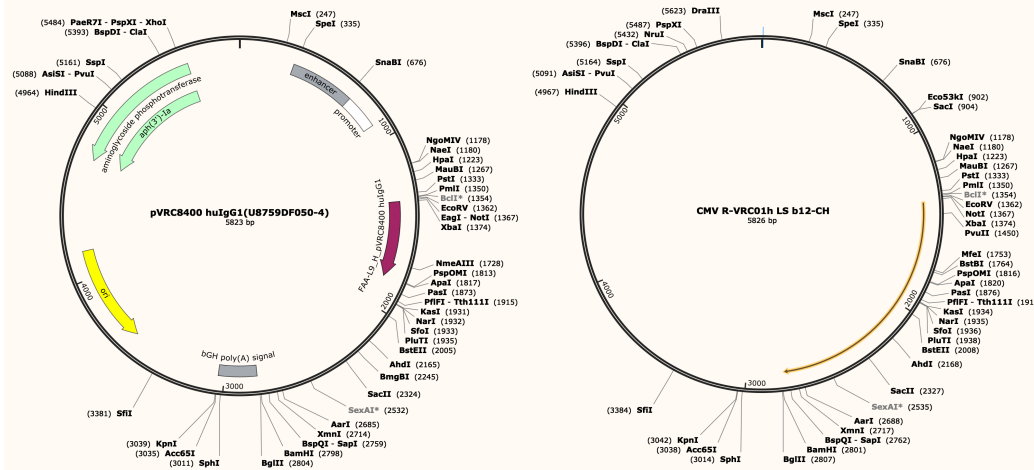 (5484) PaeR7I - PspXI - XhoI
(5393) BspDI - ClaI
(5161) SspI
(5088) AsiSI - PvuI
(4964) HindIII
MscI (247)
SpeI (335)
SnaBI (676)
NgoMIV (1178)
NaeI (1180)
HpaI (1223)
MauBI (1267)
PstI (1333)
PmlI (1350)
BclI* (1354)
EcoRV (1362)
EagI - NotI (1367)
XbaI (1374)
NmeAIII (1728)
PspOMI (1813)
ApaI (1817)
PasI (1873)
PflFI - Tth111I (1915)
KasI (1931)
NarI (1932)
SfoI (1933)
PluTI (1935)
BstEII (2005)
AhdI (2165)
BmgBI (2245)
SacII (2324)
SexAI* (2532)
AarI (2685)
XmnI (2714)
BspQI - SapI (2759)
BamHI (2798)
BglII (2804)
(3011) SphI
(3035) Acc65I
(3039) KpnI
(3381) SfiI
1000
2000
3000
4000
5000
enhancer
promoter
aminoglycoside phosphotransferase
aph(3')-Ia
FAA-L9_H_pVRC8400 huIgG1
ori
bGH poly(A) signal
pVRC8400 huIgG1(U8759DF050-4)
5823 bp
(5623) DraIII
(5487) PspXI
(5432) NruI
(5396) BspDI - ClaI
(5164) SspI
(5091) AsiSI - PvuI
(4967) HindIII
MscI (247)
SpeI (335)
SnaBI (676)
Eco53kI (902)
SacI (904)
NgoMIV (1178)
NaeI (1180)
HpaI (1223)
MauBI (1267)
PstI (1333)
PmlI (1350)
BclI* (1354)
EcoRV (1362)
NotI (1367)
XbaI (1374)
PvuII (1450)
MfeI (1753)
BstBI (1764)
PspOMI (1816)
ApaI (1820)
PasI (1876)
PflFI - Tth111I (191
KasI (1934)
NarI (1935)
SfoI (1936)
PluTI (1938)
BstEII (2008)
AhdI (2168)
SacII (2327)
SexAI* (2535)
AarI (2688)
XmnI (2717)
BspQI - SapI (2762)
BamHI (2801)
BglII (2807)
(3014) SphI
(3038) Acc65I
(3042) KpnI
(3384) SfiI
1000
2000
3000
4000
5000
CMV R-VRC01h LS b12-CH
5826 bp